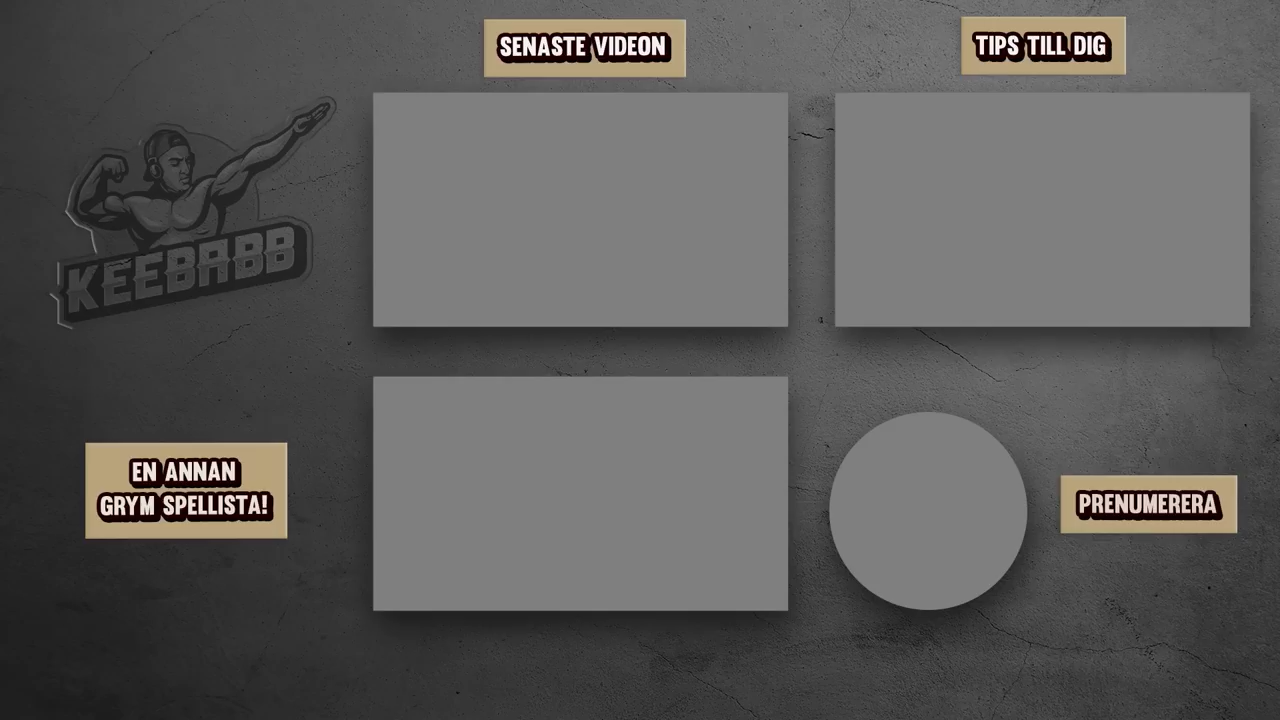 SENASTE VIDEON
TIPS TILL DIG
KEEBABB
EN ANNAN
GRYM SPELLISTA!
PRENUMERERA